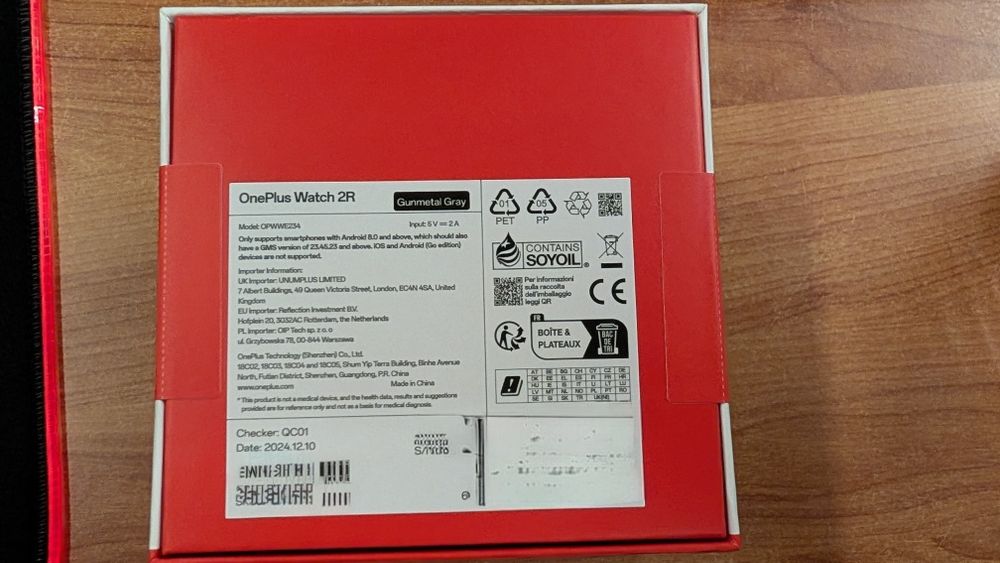 OnePlus Watch 2R
Gunmetal Gray
Model: OPWWE234
Input: 5 V ⎓ 2 A
Only supports smartphones with Android 8.0 and above, which should also
have a GMS version of 23.45.23 and above. iOS and Android (Go edition)
devices are not supported.
Importer Information:
UK Importer: UNUMPLUS LIMITED
7 Albert Buildings, 49 Queen Victoria Street, London, EC4N 4SA, United
Kingdom
EU Importer: Reflection Investment B.V.
Hofplein 20, 3032AC Rotterdam, the Netherlands
PL Importer: OIP Tech sp. z o. o
ul. Grzybowska 78, 00-844 Warszawa
OnePlus Technology (Shenzhen) Co., Ltd.
18C02, 18C03, 18C04 and 18C05, Shum Yip Terra Building, Binhe Avenue
North, Futian District, Shenzhen, Guangdong, P.R. China
www.oneplus.com
Made in China
* This product is not a medical device, and the health data, results and suggestions
provided are for reference only and not as a basis for medical diagnosis.
Checker: QC01
Date: 2024.12.10
01
PET
05
PP
CONTAINS
SOYOIL
®
Per informazioni
sulla raccolta
dell'imballaggio
leggi QR
CE
FR
BOÎTE &
PLATEAUX
BAC
DE
TRI
AT BE BG CH CY CZ DE
DK EE EL ES FI FR HR
HU IE IS IT LI LT LU
LV MT NL NO PL PT RO
SE SI SK TR UK(NI)